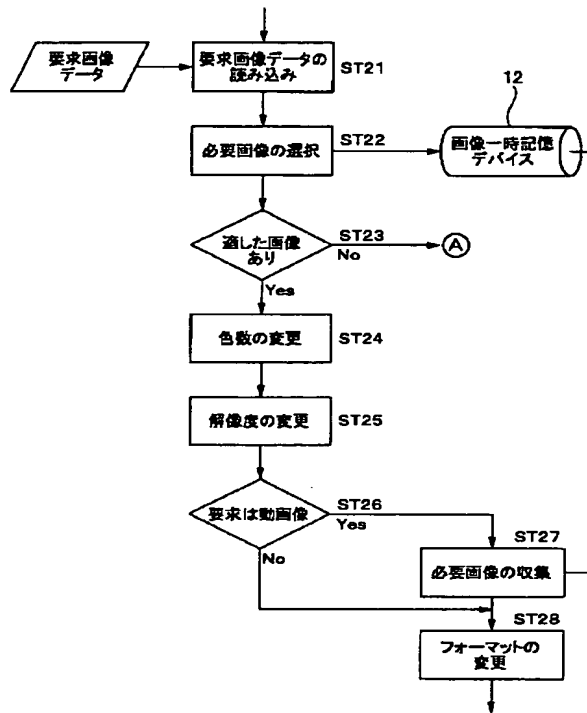 要求画像
データ
要求画像データの
読み込み
ST21
12
必要画像の選択
ST22
画像一時記憶
デバイス
適した画像
あり
ST23
No
A
Yes
色数の変更
ST24
解像度の変更
ST25
要求は動画像
ST26
Yes
No
ST27
必要画像の収集
ST28
フォーマットの
変更